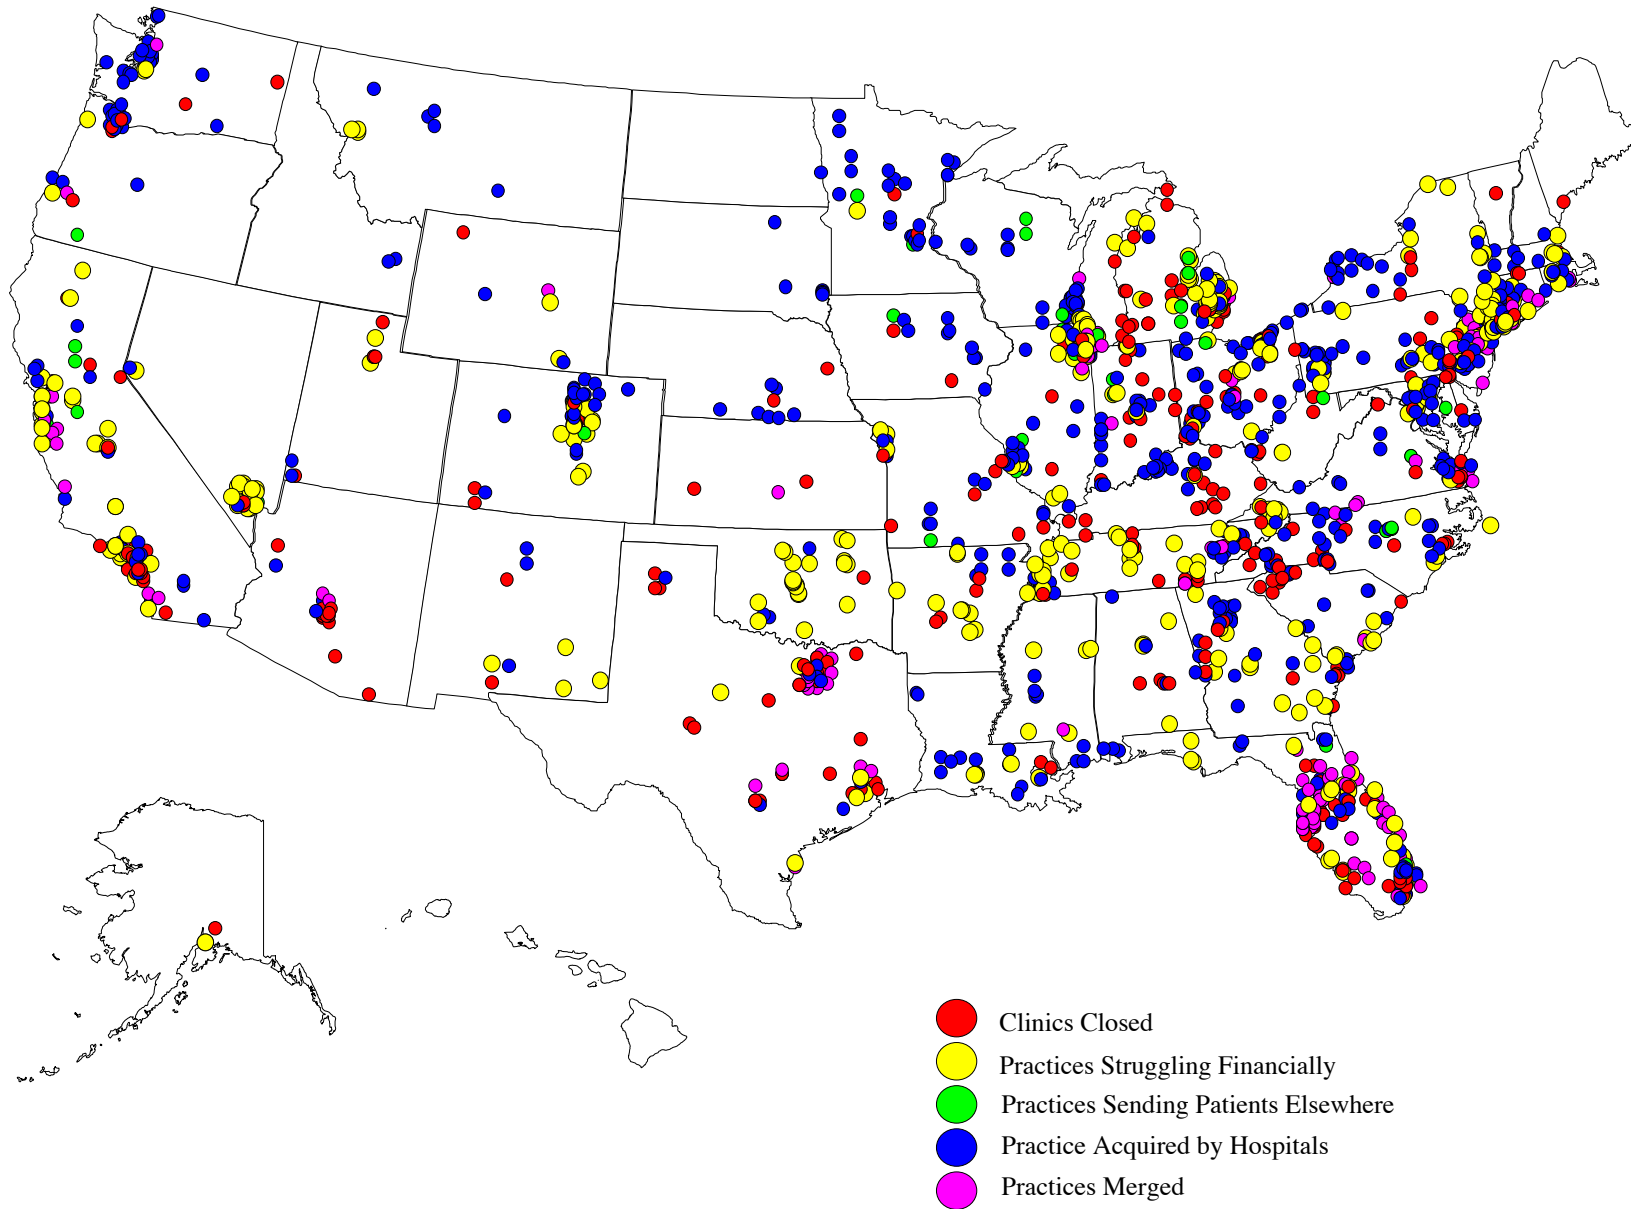 Clinics Closed
Practices Struggling Financially
Practices Sending Patients Elsewhere
Practice Acquired by Hospitals
Practices Merged